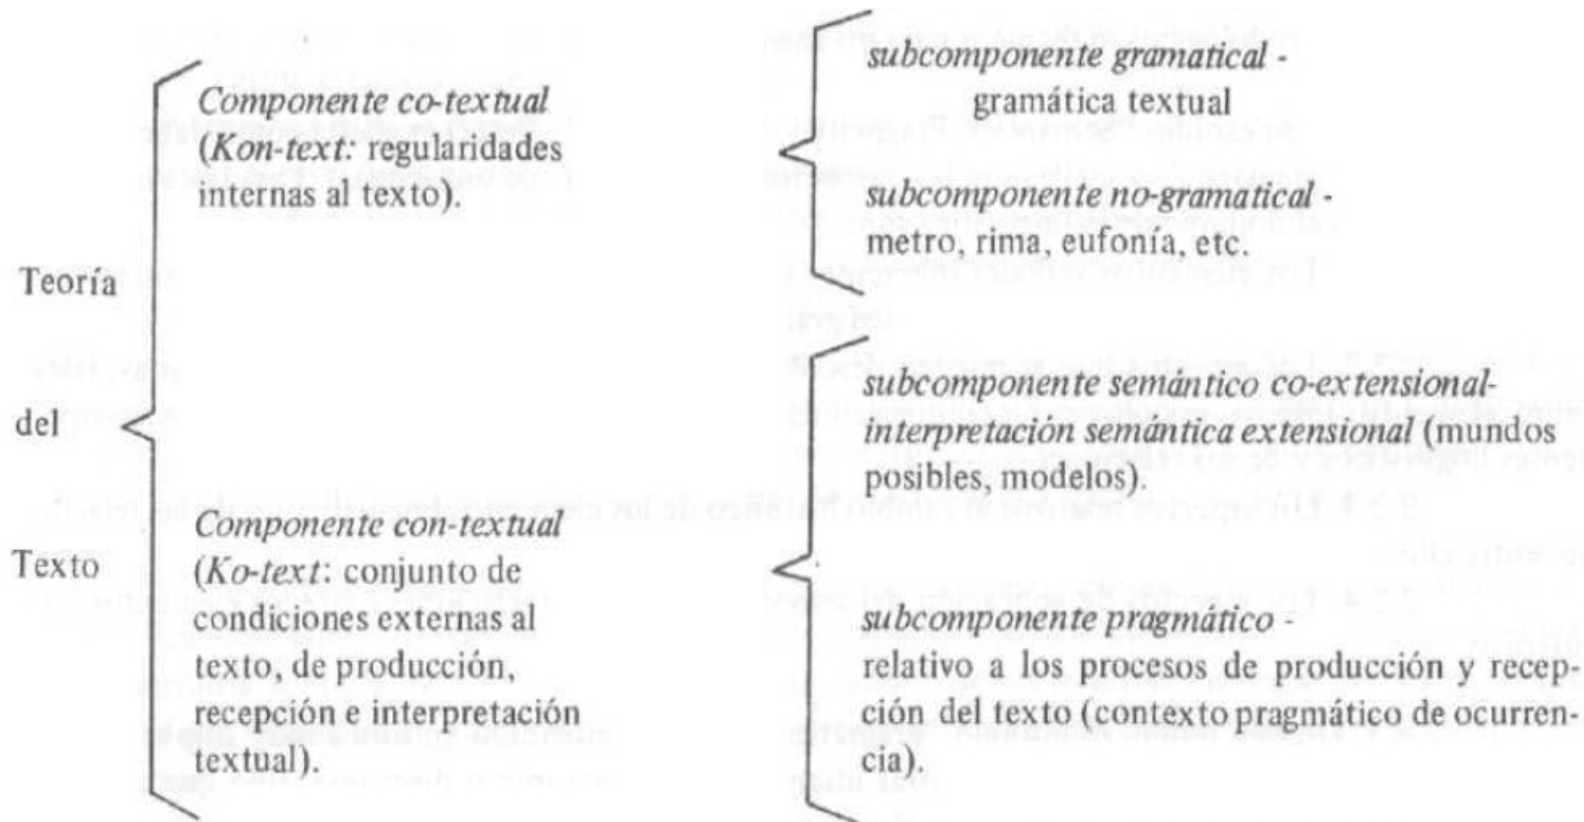 Teoría
del
Texto
Componente co-textual
(Kon-text: regularidades
internas al texto).
subcomponente gramatical -
gramática textual
subcomponente no-gramatical -
metro, rima, eufonía, etc.
Componente con-textual
(Ko-text: conjunto de
condiciones externas al
texto, de producción,
recepción e interpretación
textual).
subcomponente semántico co-extensional-
interpretación semántica extensional (mundos
posibles, modelos).
subcomponente pragmático -
relativo a los procesos de producción y recep-
ción del texto (contexto pragmático de ocurren-
cia).